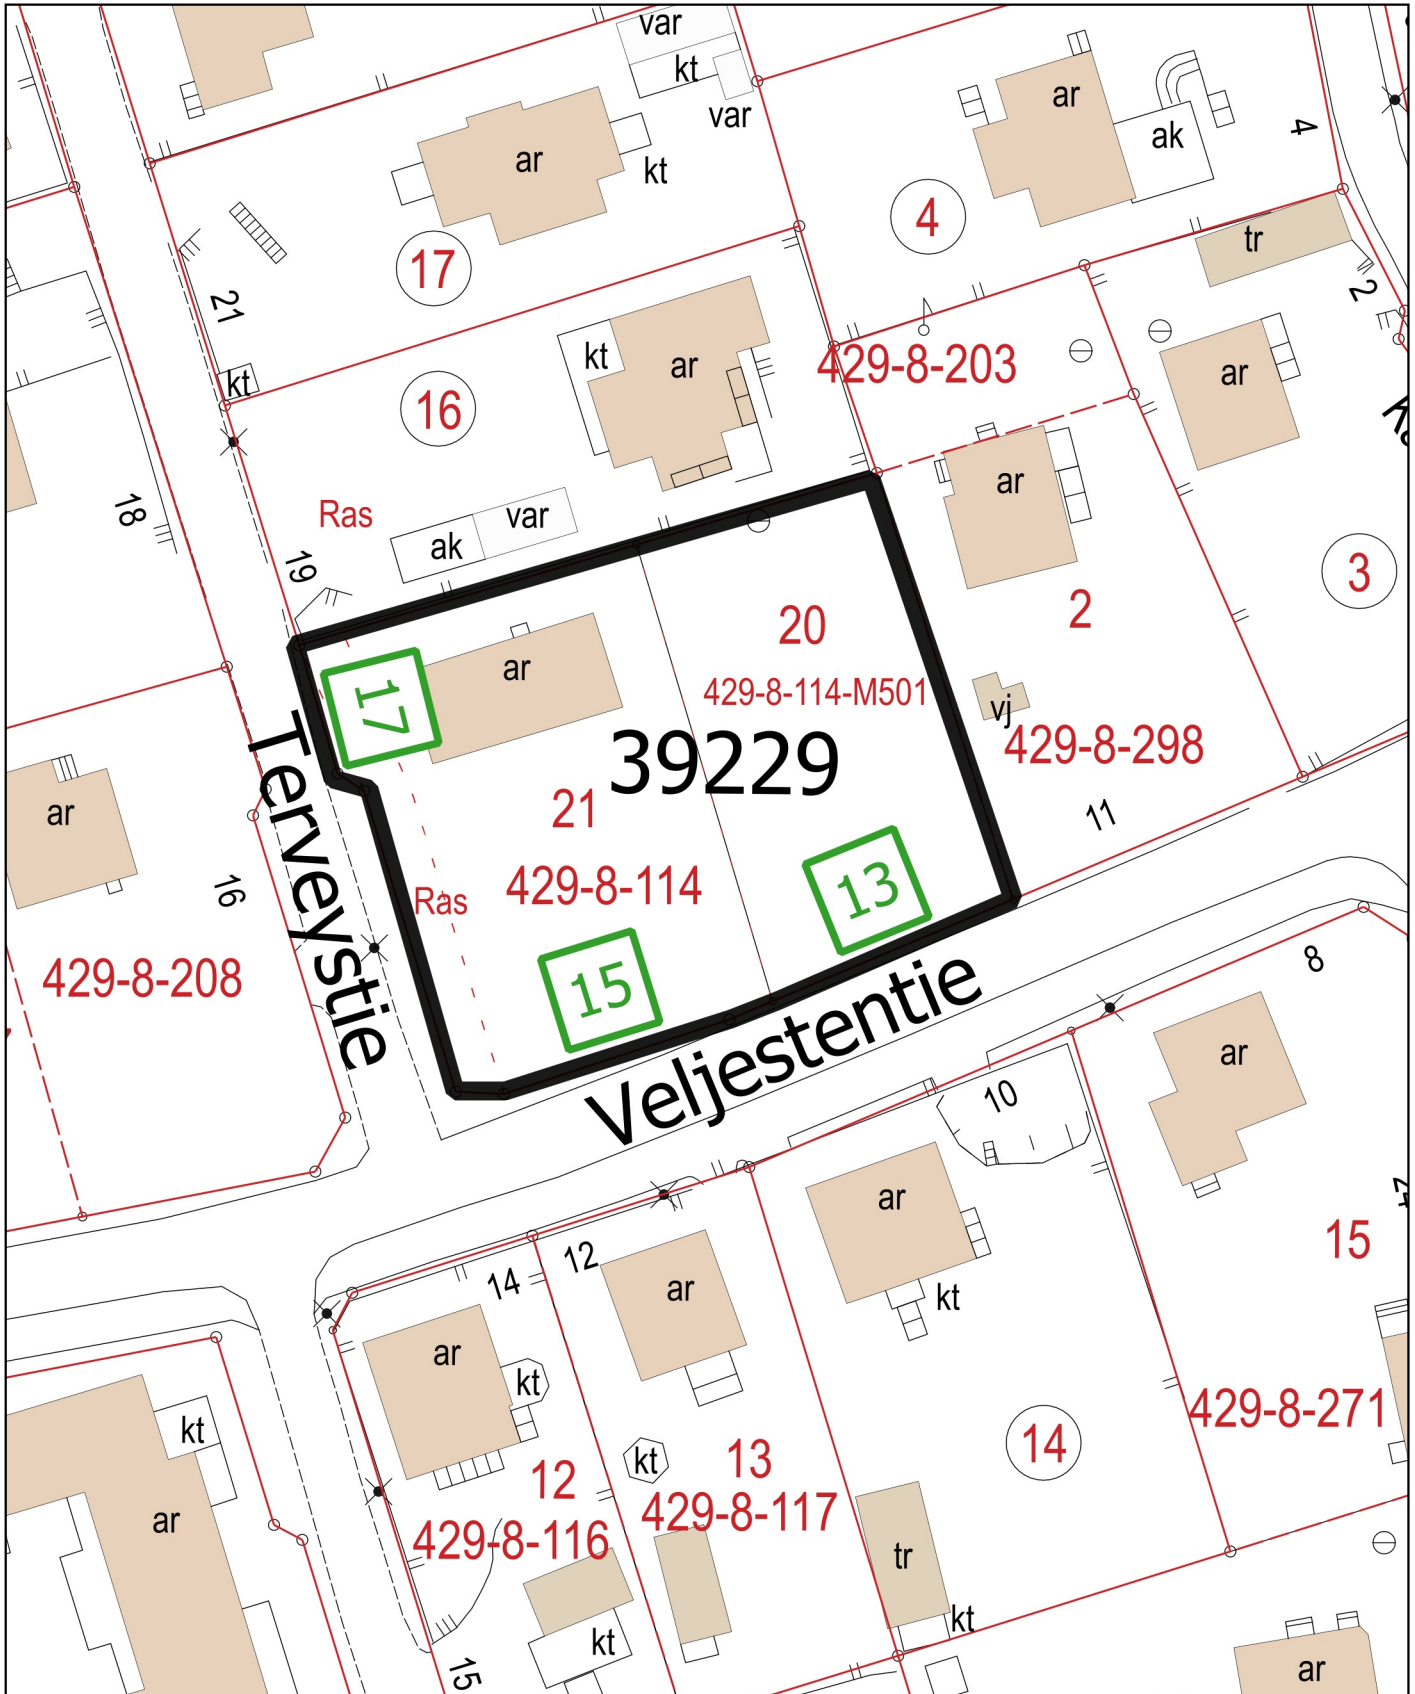 var
kt
var
ar
ak
4
ar
kt
4
17
tr
2
21
kt
kt
ar
16
429-8-203
ar
18
Ras
var
ak
ar
19
3
20
2
ar
17
429-8-114-M501
vj
39229
429-8-298
21
ar
Terveystie
11
16
429-8-114
13
Ras
429-8-208
15
Veljestentie
8
10
ar
ar
kt
15
12
14
ar
ar
kt
kt
429-8-271
ar
kt
13
14
12
429-8-117
429-8-116
tr
kt
kt
15
ar